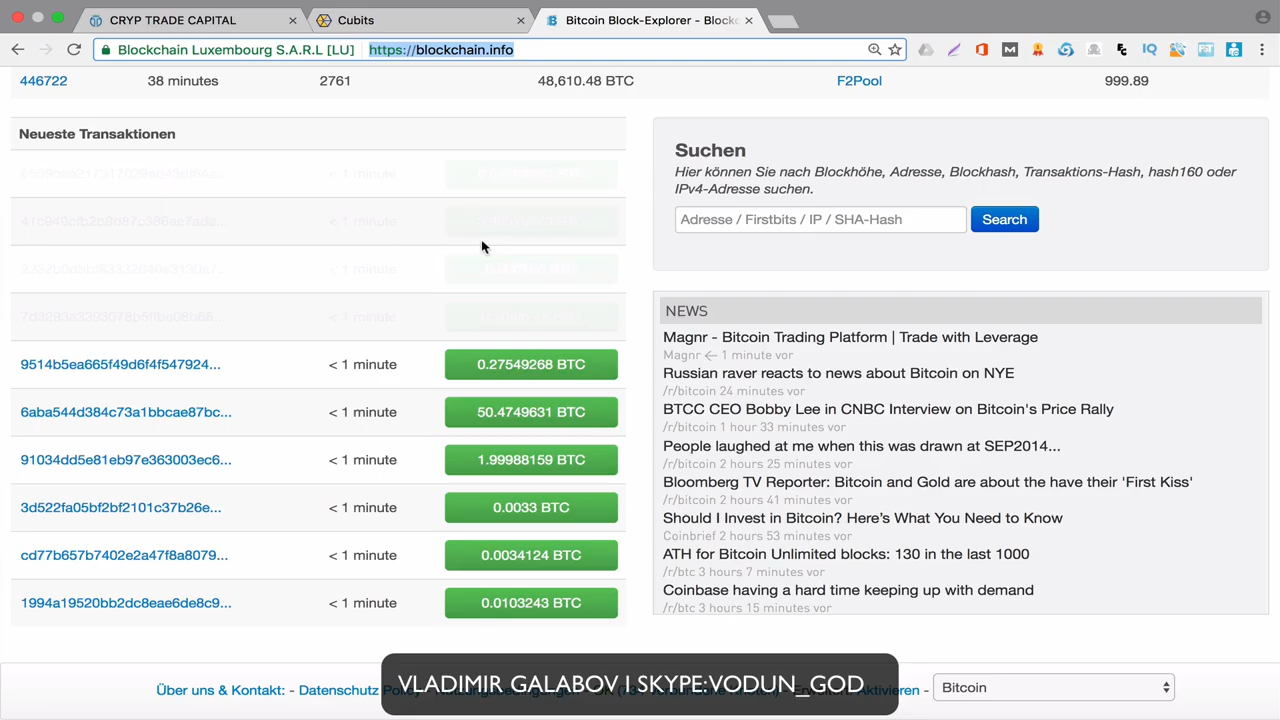 CRYP TRADE CAPITAL
Cubits
Bitcoin Block-Explorer - Blockc
Blockchain Luxembourg S.A.R.L [LU]
https://blockchain.info
446722 38 minutes 2761 48,610.48 BTC F2Pool 999.89
Neueste Transaktionen
< 1 minute
< 1 minute
< 1 minute
< 1 minute
9514b5ea665f49d6f4f547924... < 1 minute 0.27549268 BTC
6aba544d384c73a1bbcae87bc... < 1 minute 50.4749631 BTC
91034dd5e81eb97e363003ec6... < 1 minute 1.99988159 BTC
3d522fa05bf2bf2101c37b26e... < 1 minute 0.0033 BTC
cd77b657b7402e2a47f8a8079... < 1 minute 0.0034124 BTC
1994a19520bb2dc8eae6de8c9... < 1 minute 0.0103243 BTC
Suchen
Hier können Sie nach Blockhöhe, Adresse, Blockhash, Transaktions-Hash, hash160 oder
IPv4-Adresse suchen.
Adresse / Firstbits / IP / SHA-Hash
Search
NEWS
Magnr - Bitcoin Trading Platform | Trade with Leverage
Magnr ← 1 minute vor
Russian raver reacts to news about Bitcoin on NYE
/r/bitcoin 24 minutes vor
BTCC CEO Bobby Lee in CNBC Interview on Bitcoin's Price Rally
/r/bitcoin 1 hour 33 minutes vor
People laughed at me when this was drawn at SEP2014...
/r/bitcoin 2 hours 25 minutes vor
Bloomberg TV Reporter: Bitcoin and Gold are about the have their 'First Kiss'
/r/bitcoin 2 hours 41 minutes vor
Should I Invest in Bitcoin? Here's What You Need to Know
Coinbrief 2 hours 53 minutes vor
ATH for Bitcoin Unlimited blocks: 130 in the last 1000
/r/btc 3 hours 7 minutes vor
Coinbase having a hard time keeping up with demand
/r/btc 3 hours 15 minutes vor
Über uns & Kontakt: - Datenschutz
Bitcoin
VLADIMIR GALABOV | SKYPE:VODUN_GOD